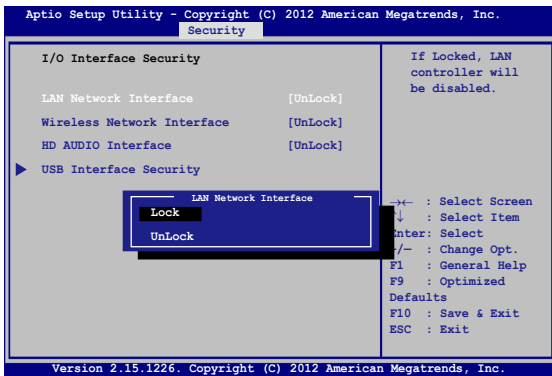 Aptio Setup Utility - Copyright (C) 2012 American Megatrends, Inc.
Security
I/O Interface Security
LAN Network Interface [UnLock]
Wireless Network Interface [UnLock]
HD AUDIO Interface [UnLock]
USB Interface Security
LAN Network Interface
Lock
UnLock
If Locked, LAN
controller will
be disabled.
→← : Select Screen
↑↓ : Select Item
Enter: Select
+/— : Change Opt.
F1 : General Help
F9 : Optimized
Defaults
F10 : Save & Exit
ESC : Exit
Version 2.15.1226. Copyright (C) 2012 American Megatrends, Inc.